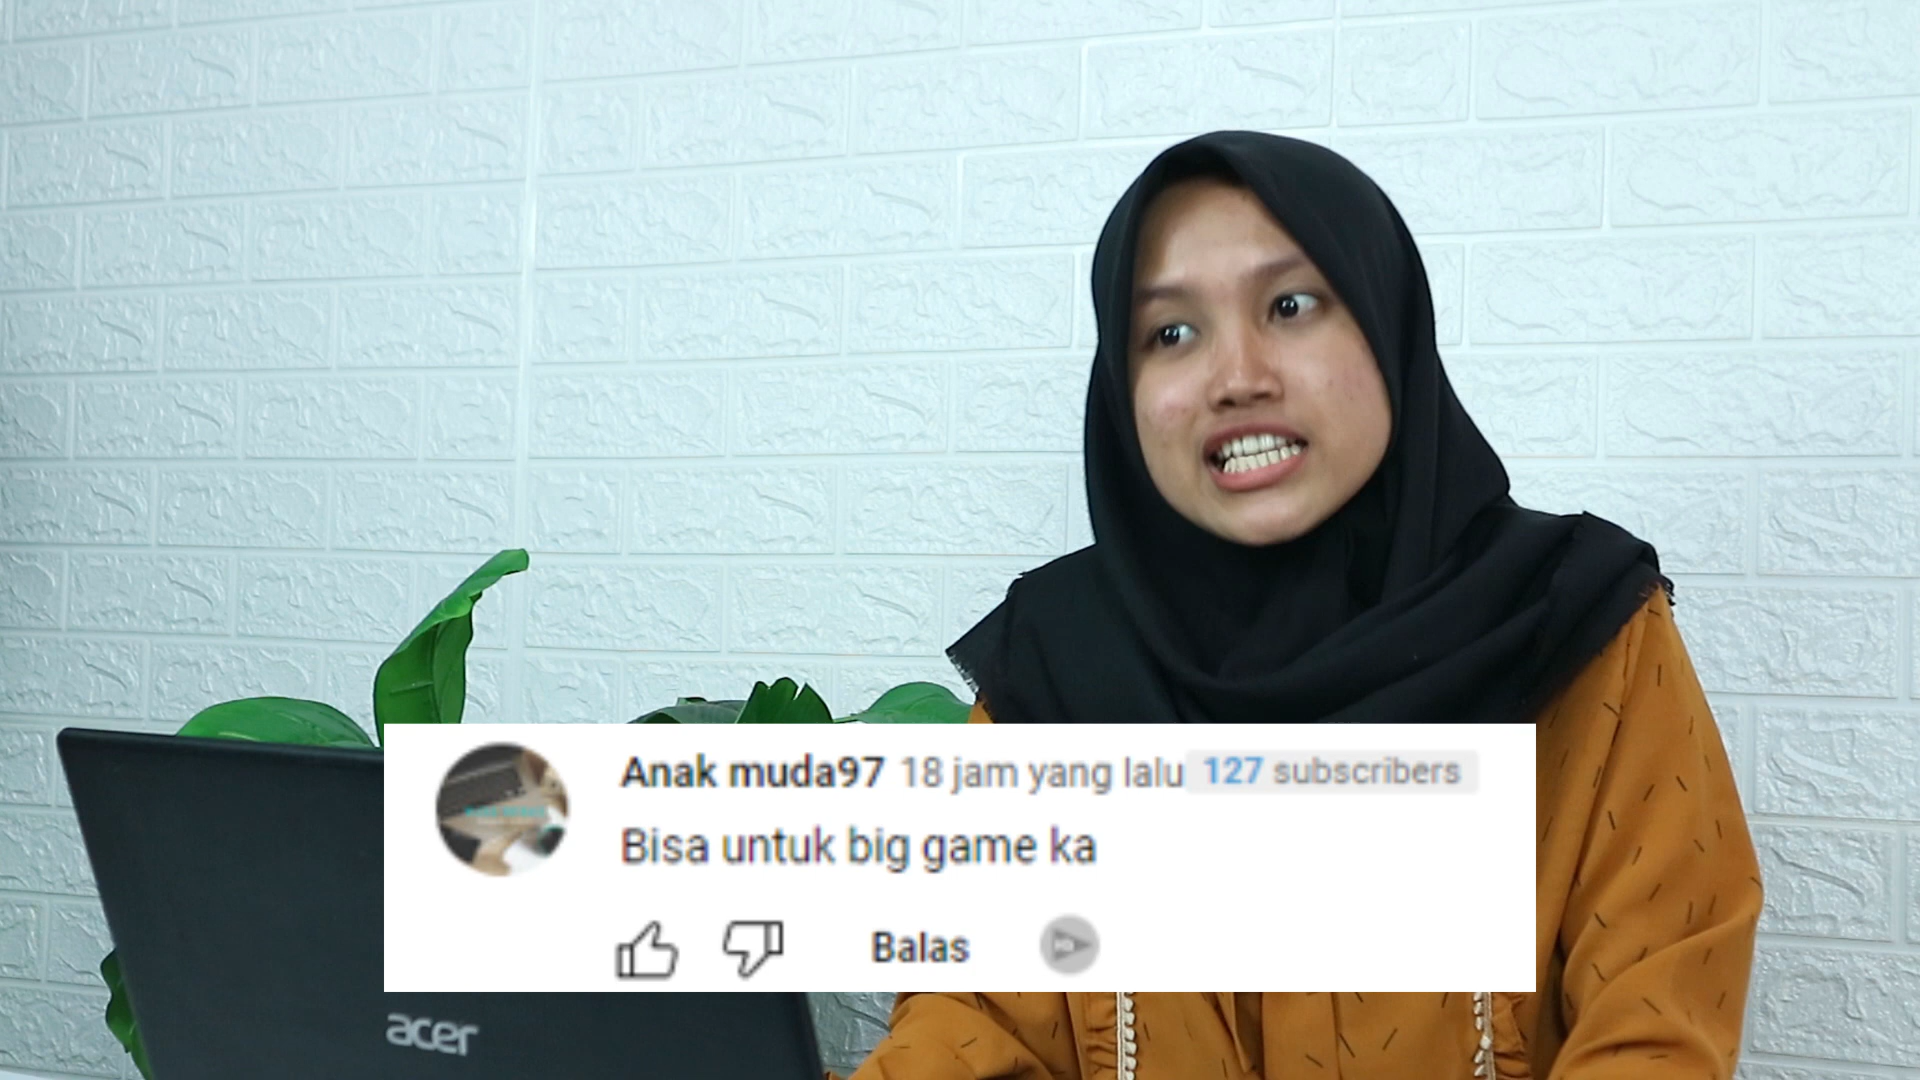 Anak muda97 18 jam yang lalu 127 subscribers
Bisa untuk big game ka
Balas
acer